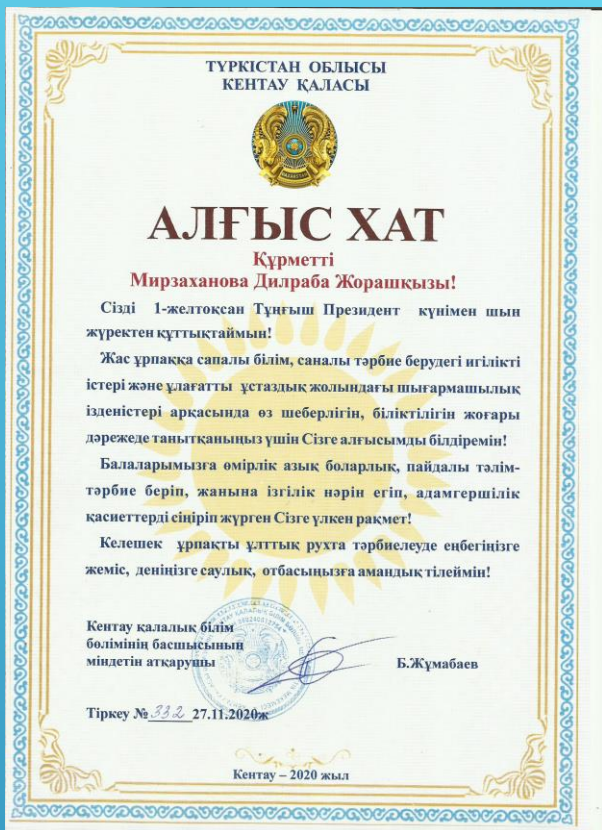 ТҮРКІСТАН ОБЛЫСЫ
КЕНТАУ ҚАЛАСЫ
АЛҒЫС ХАТ
Құрметті
Мирзаханова Дилраба Жорашқызы!
Сізді 1-желтоқсан Тұңғыш Президент күнімен шын
жүректен құттықтаймын!
Жас ұрпаққа сапалы білім, саналы тәрбие берудегі игілікті
істері және ұлағатты ұстаздық жолындағы шығармашылық
ізденістері арқасында өз шеберлігін, біліктілігін жоғары
дәрежеде танытқаныңыз үшін Сізге алғысымды білдіремін!
Балаларымызға өмірлік азық боларлық, пайдалы тәлім-
тәрбие беріп, жанына ізгілік нәрін егіп, адамгершілік
қасиеттерді сіңіріп жүрген Сізге үлкен рақмет!
Келешек ұрпақты ұлттық рухта тәрбиелеуде еңбегіңізге
жеміс, деніңізге саулық, отбасыңызға амандық тілеймін!
Кентау қалалық білім
бөлімінің басшысының
міндетін атқарушы
Б.Жұмабаев
Тіркеу № 332 27.11.2020ж
Кентау – 2020 жыл